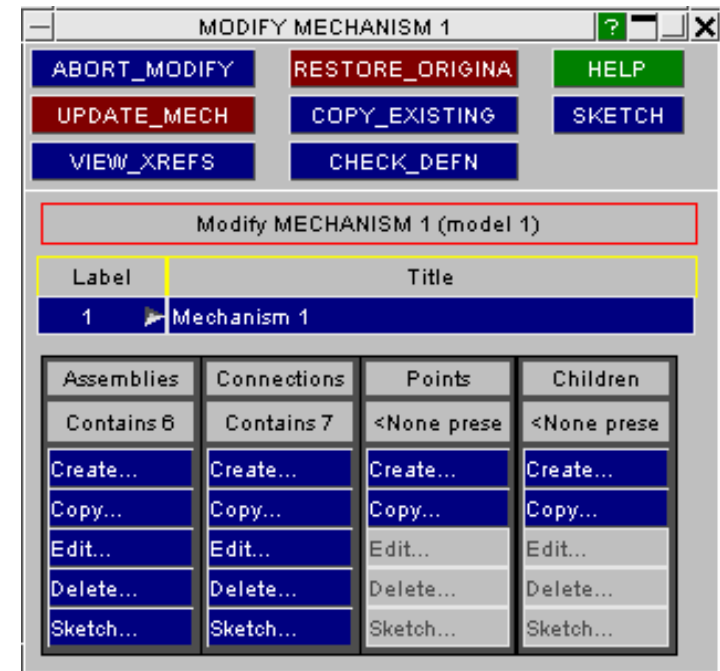 MODIFY MECHANISM 1 ?
ABORT_MODIFY RESTORE_ORIGINA HELP
UPDATE_MECH COPY_EXISTING SKETCH
VIEW_XREFS CHECK_DEFN
Modify MECHANISM 1 (model 1)
Label Title
1 Mechanism 1
Assemblies Connections Points Children
Contains 6 Contains 7 <None prese <None prese
Create... Create... Create... Create...
Copy... Copy... Copy... Copy...
Edit... Edit... Edit... Edit...
Delete... Delete... Delete... Delete...
Sketch... Sketch... Sketch... Sketch...